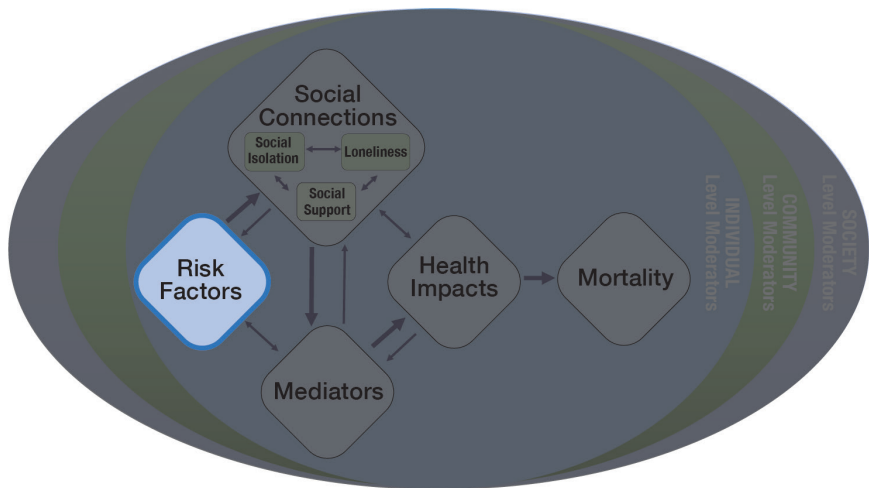 Social
Connections
Social
Isolation
Loneliness
Social
Support
Risk
Factors
Health
Impacts
Mortality
Mediators
INDIVIDUAL
Level Moderators
COMMUNITY
Level Moderators
SOCIETY
Level Moderators